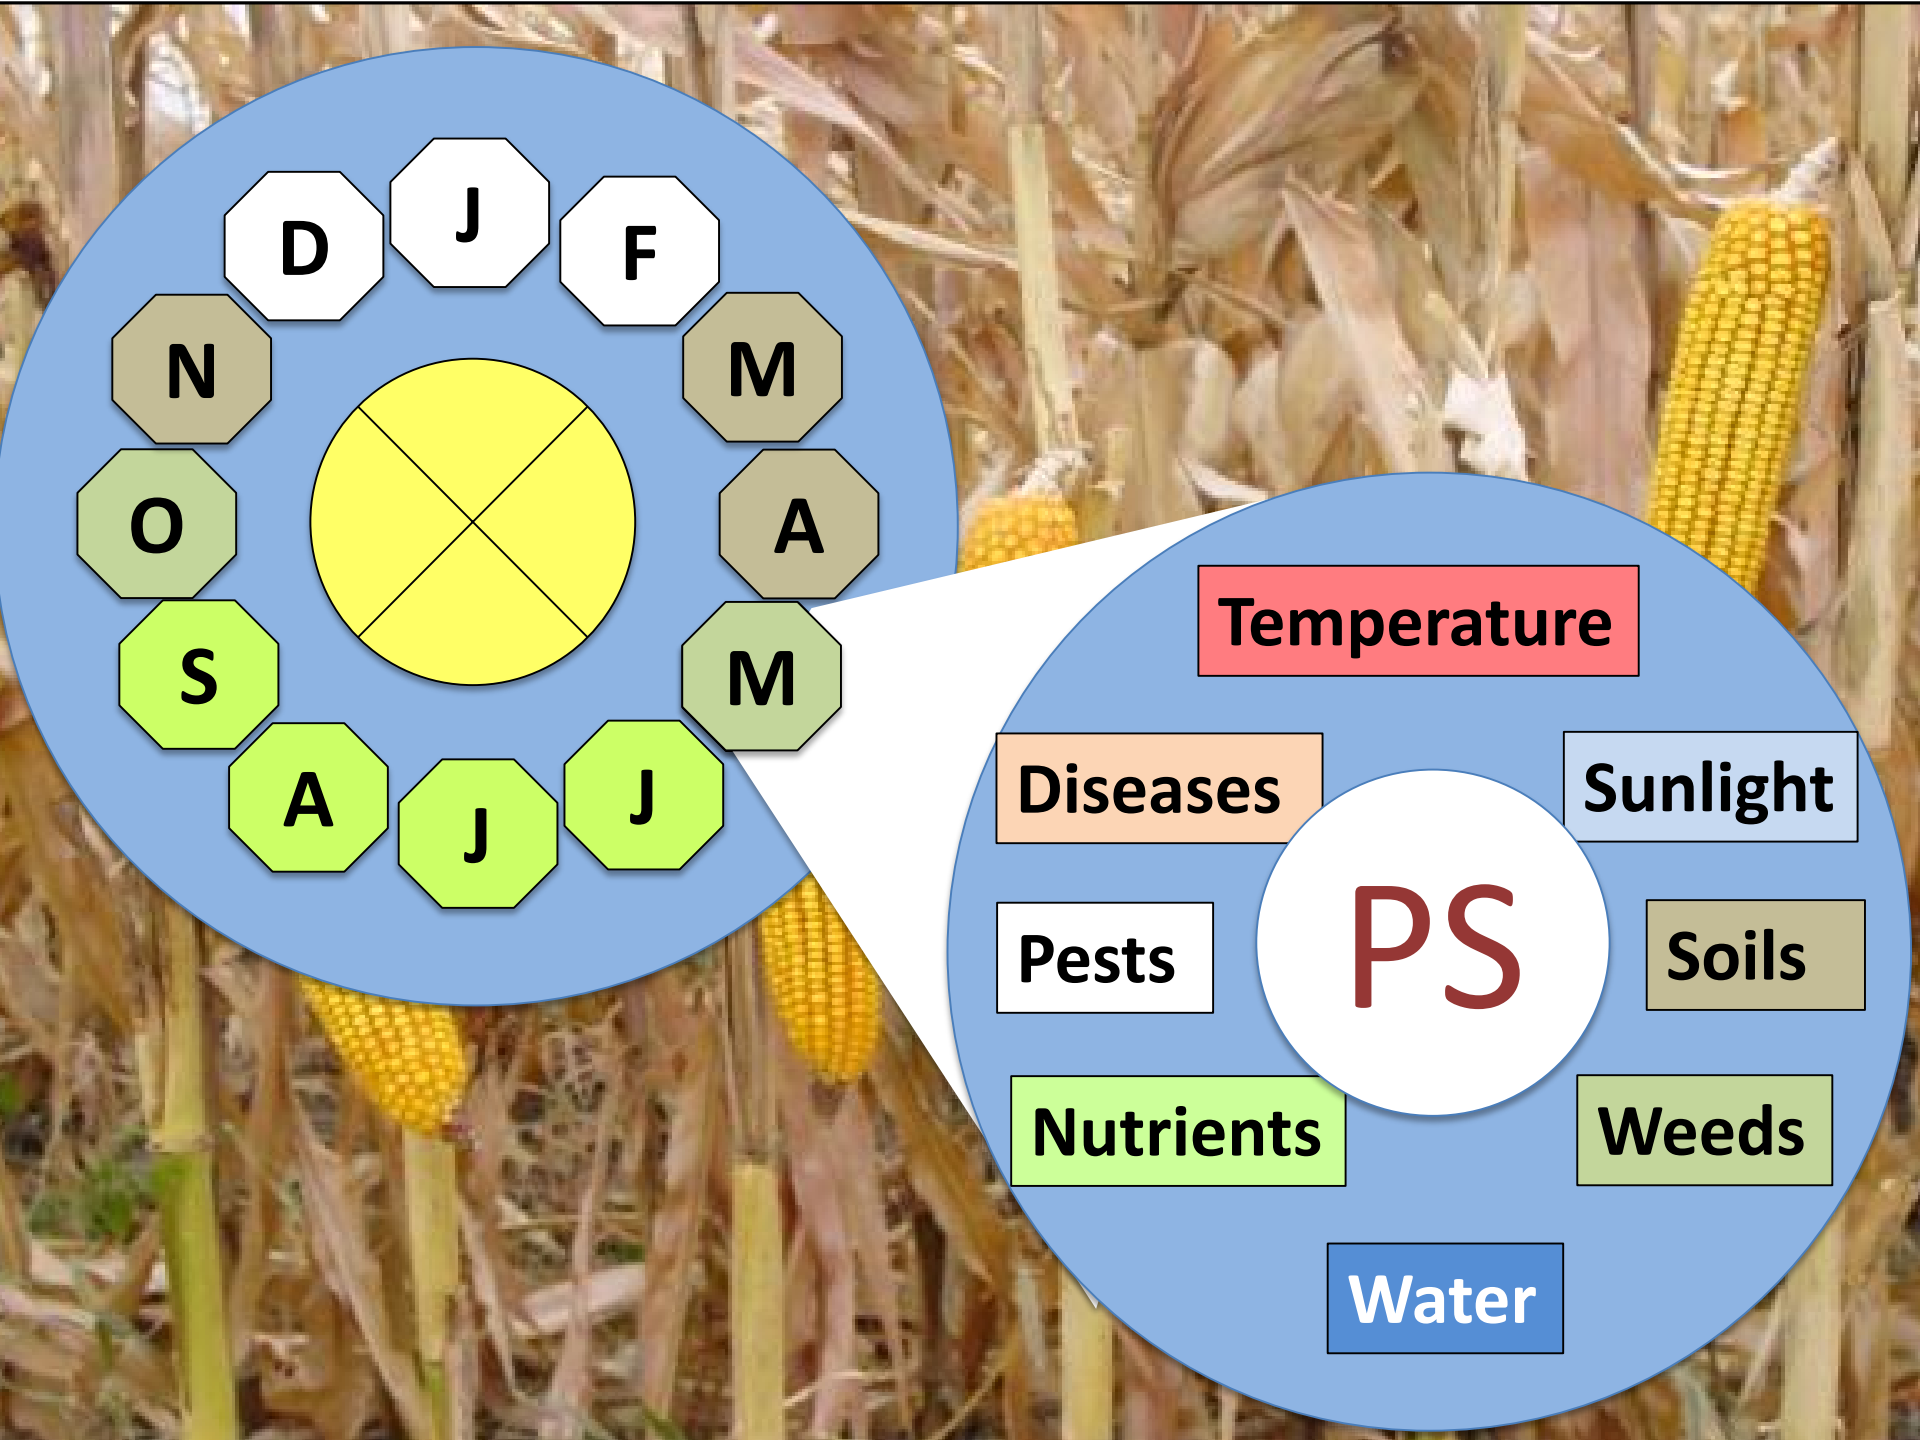 J
F
M
A
M
J
J
A
S
O
N
D
Temperature
Sunlight
Soils
Weeds
Water
Nutrients
Pests
Diseases
PS